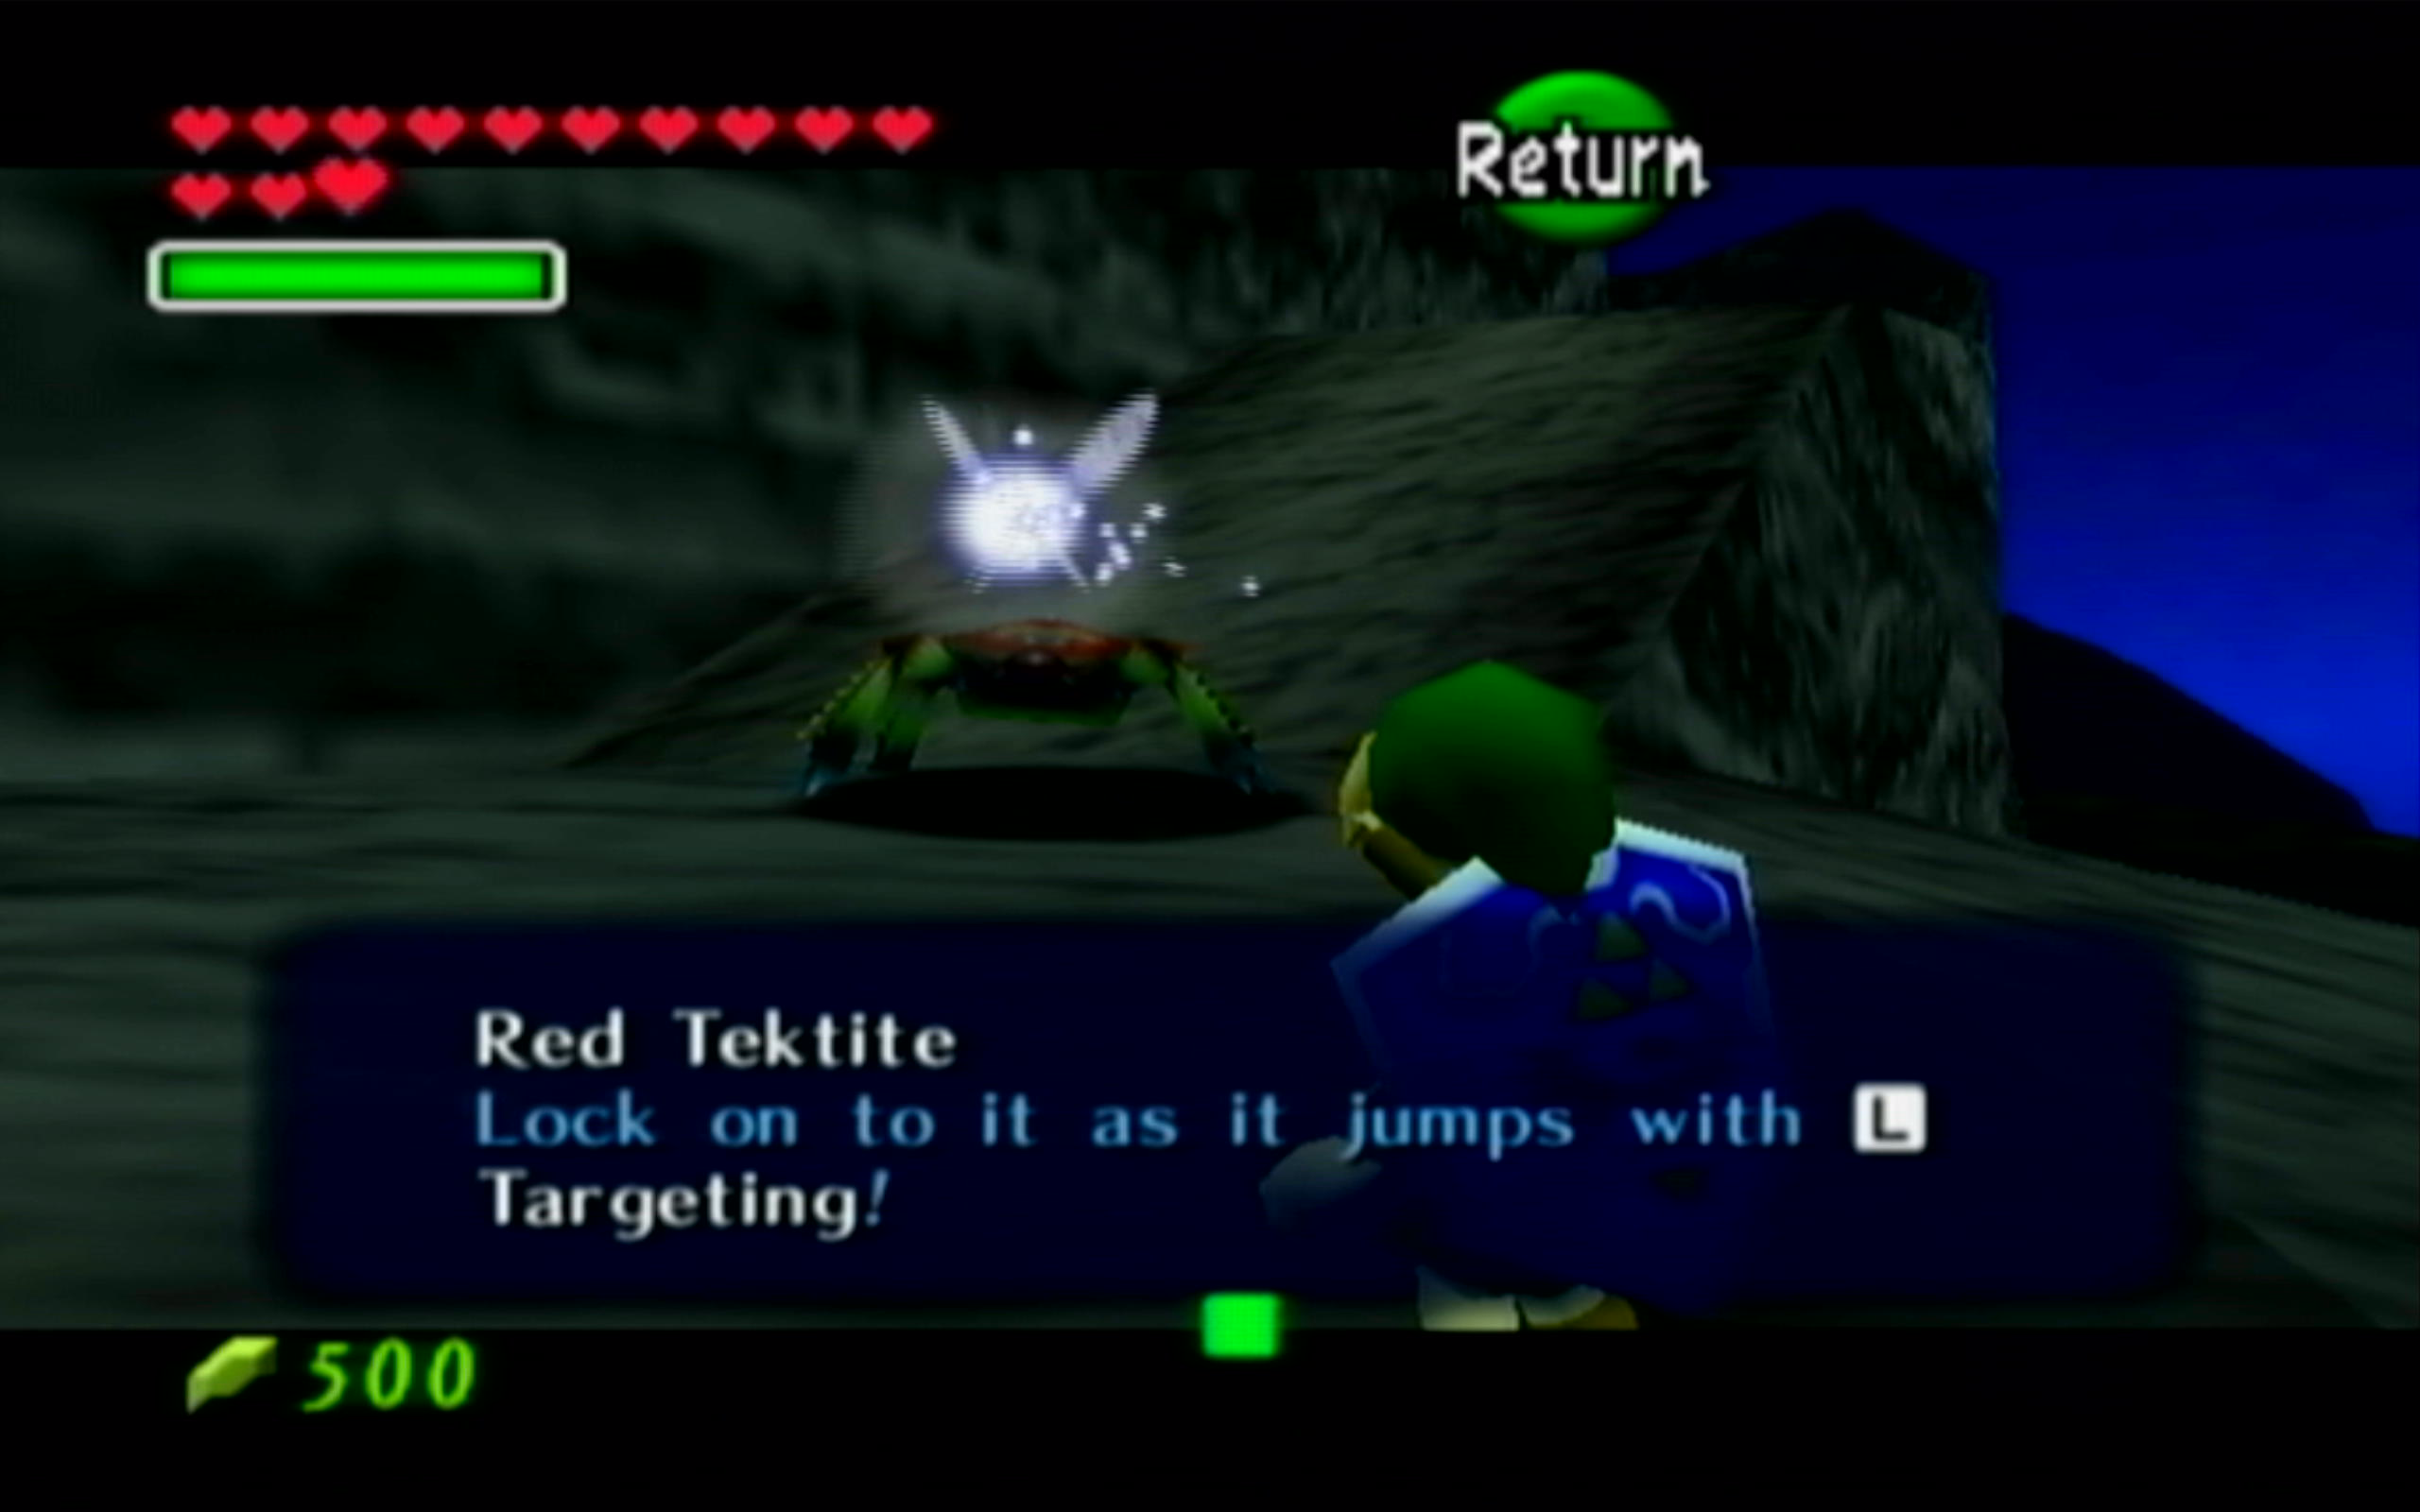 Return
Red Tektite
Lock on to it as it jumps with L
Targeting!
500